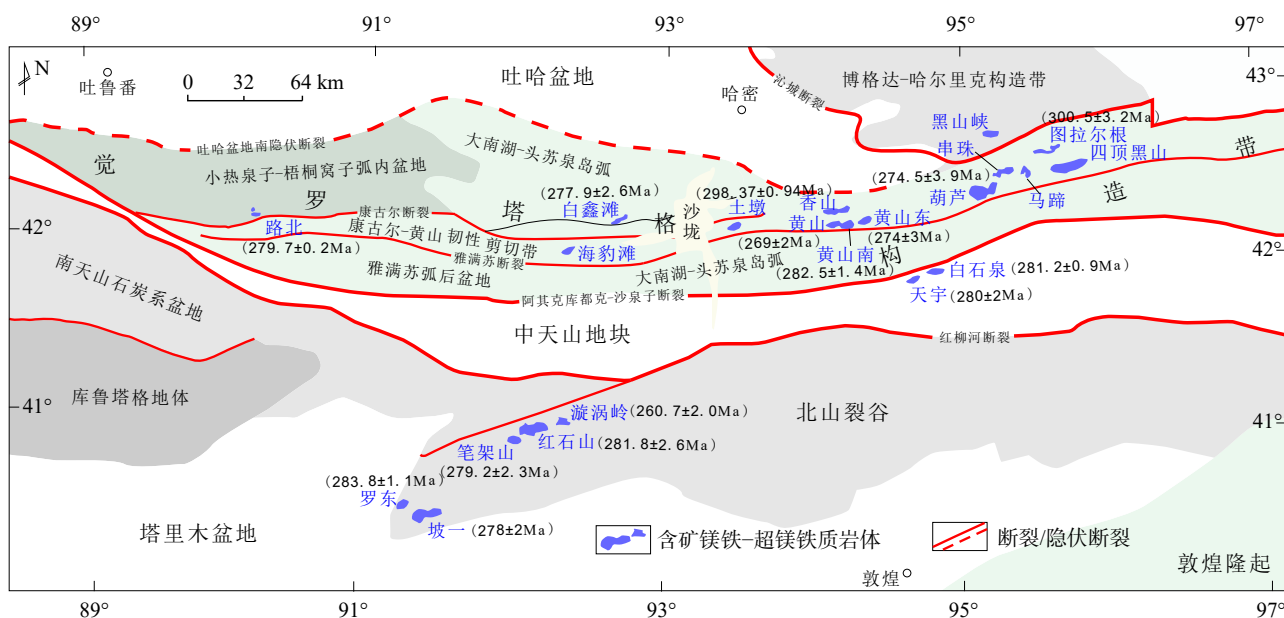 89°
91°
93°
95°
97°
N
吐鲁番
0 32 64 km
吐哈盆地
哈密
沁城断裂
博格达-哈尔里克构造带
43°
(300.5±3.2Ma)
黑山峡
图拉尔根
串珠
四顶黑山
带
吐哈盆地南隐伏断裂
大南湖-头苏泉岛弧
觉
小热泉子-梧桐窝子弧内盆地
(274.5±3.9Ma)
葫芦
马蹄
造
罗
(277.9±2.6Ma)
(298.37±0.94Ma)
香山
塔
白鑫滩
格
沙垅
土墩
路北
康古尔断裂
黄山
黄山东
42°
康古尔-黄山 韧性 剪切带
(279.7±0.2Ma)
(269±2Ma)
(274±3Ma)
42°
海豹滩
黄山南
构
雅满苏断裂
南天山石炭系盆地
雅满苏弧后盆地
大南湖-头苏泉岛弧
(282.5±1.4Ma)
白石泉(281.2±0.9Ma)
阿其克库都克-沙泉子断裂
天宇(280±2Ma)
中天山地块
红柳河断裂
库鲁塔格地体
41°
漩涡岭(260.7±2.0Ma)
北山裂谷
41°
红石山(281.8±2.6Ma)
笔架山
(279.2±2.3Ma)
(283.8±1.1Ma)
罗东
坡一(278±2Ma)
塔里木盆地
含矿镁铁-超镁铁质岩体
断裂/隐伏断裂
敦煌
敦煌隆起
89°
91°
93°
95°
97°